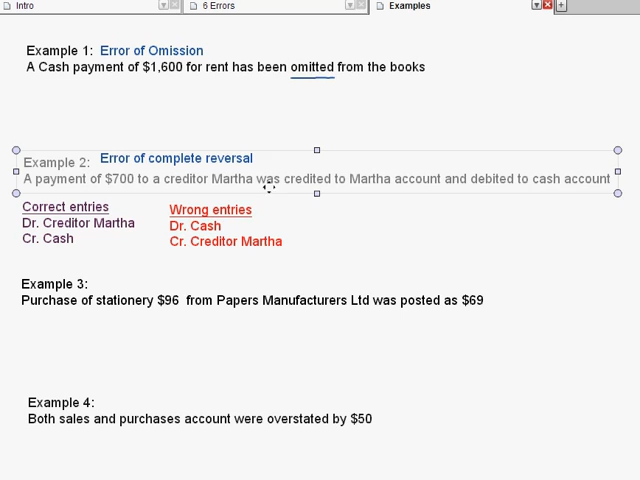 Intro
6 Errors
Examples
Example 1: Error of Omission
A Cash payment of $1,600 for rent has been omitted from the books
Example 2: Error of complete reversal
A payment of $700 to a creditor Martha was credited to Martha account and debited to cash account
Correct entries
Dr. Creditor Martha
Cr. Cash
Wrong entries
Dr. Cash
Cr. Creditor Martha
Example 3:
Purchase of stationery $96 from Papers Manufacturers Ltd was posted as $69
Example 4:
Both sales and purchases account were overstated by $50